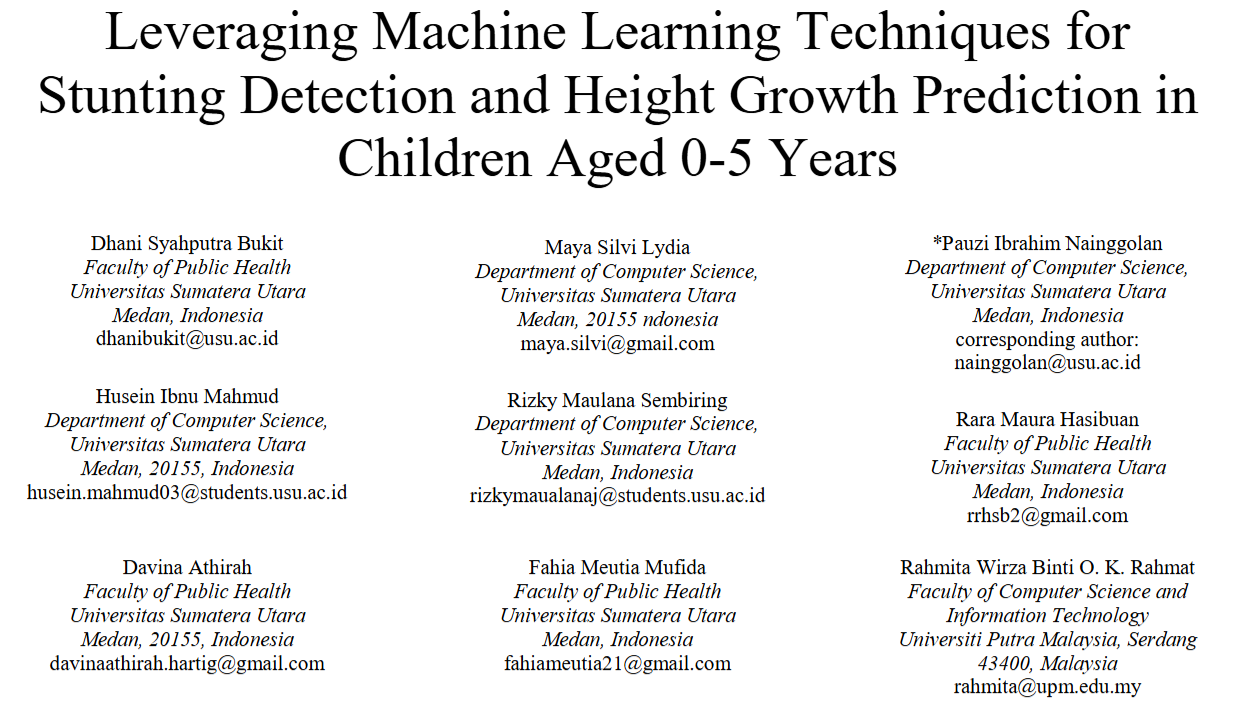 Leveraging Machine Learning Techniques for
Stunting Detection and Height Growth Prediction in
Children Aged 0-5 Years
Dhani Syahputra Bukit
Faculty of Public Health
Universitas Sumatera Utara
Medan, Indonesia
dhanibukit@usu.ac.id
Maya Silvi Lydia
Department of Computer Science,
Universitas Sumatera Utara
Medan, 20155 ndonesia
maya.silvi@gmail.com
*Pauzi Ibrahim Nainggolan
Department of Computer Science,
Universitas Sumatera Utara
Medan, Indonesia
corresponding author:
nainggolan@usu.ac.id
Husein Ibnu Mahmud
Department of Computer Science,
Universitas Sumatera Utara
Medan, 20155, Indonesia
husein.mahmud03@students.usu.ac.id
Rizky Maulana Sembiring
Department of Computer Science,
Universitas Sumatera Utara
Medan, Indonesia
rizkymaualanaj@students.usu.ac.id
Rara Maura Hasibuan
Faculty of Public Health
Universitas Sumatera Utara
Medan, Indonesia
rrhsb2@gmail.com
Davina Athirah
Faculty of Public Health
Universitas Sumatera Utara
Medan, 20155, Indonesia
davinaathirah.hartig@gmail.com
Fahia Meutia Mufida
Faculty of Public Health
Universitas Sumatera Utara
Medan, Indonesia
fahiameutia21@gmail.com
Rahmita Wirza Binti O. K. Rahmat
Faculty of Computer Science and
Information Technology
Universiti Putra Malaysia, Serdang
43400, Malaysia
rahmita@upm.edu.my